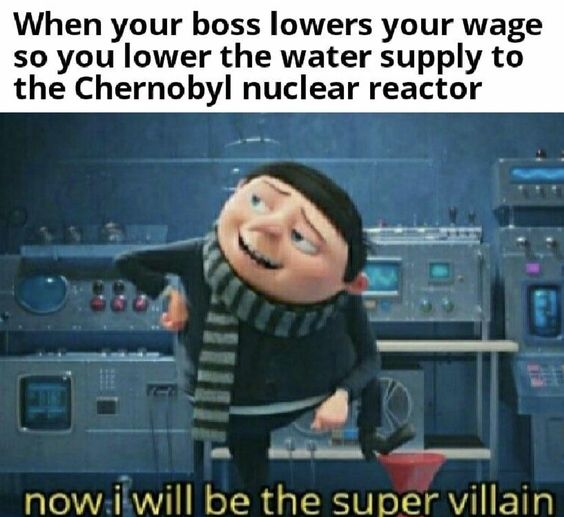 When your boss lowers your wage
so you lower the water supply to
the Chernobyl nuclear reactor
now i will be the super villain